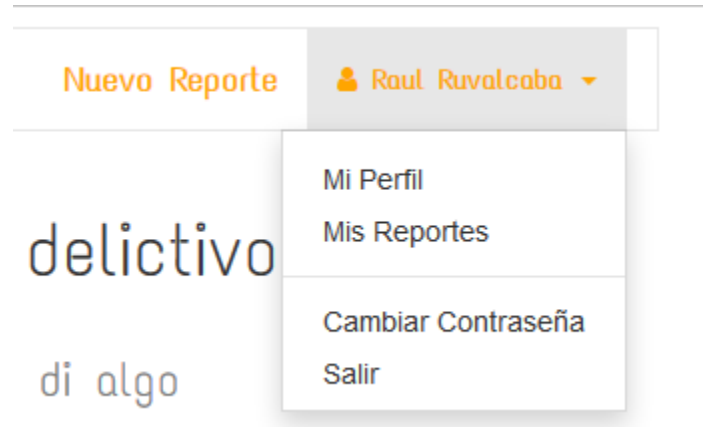 Nuevo Reporte
Raul Ruvalcaba
Mi Perfil
Mis Reportes
delictivo
Cambiar Contraseña
Salir
di algo